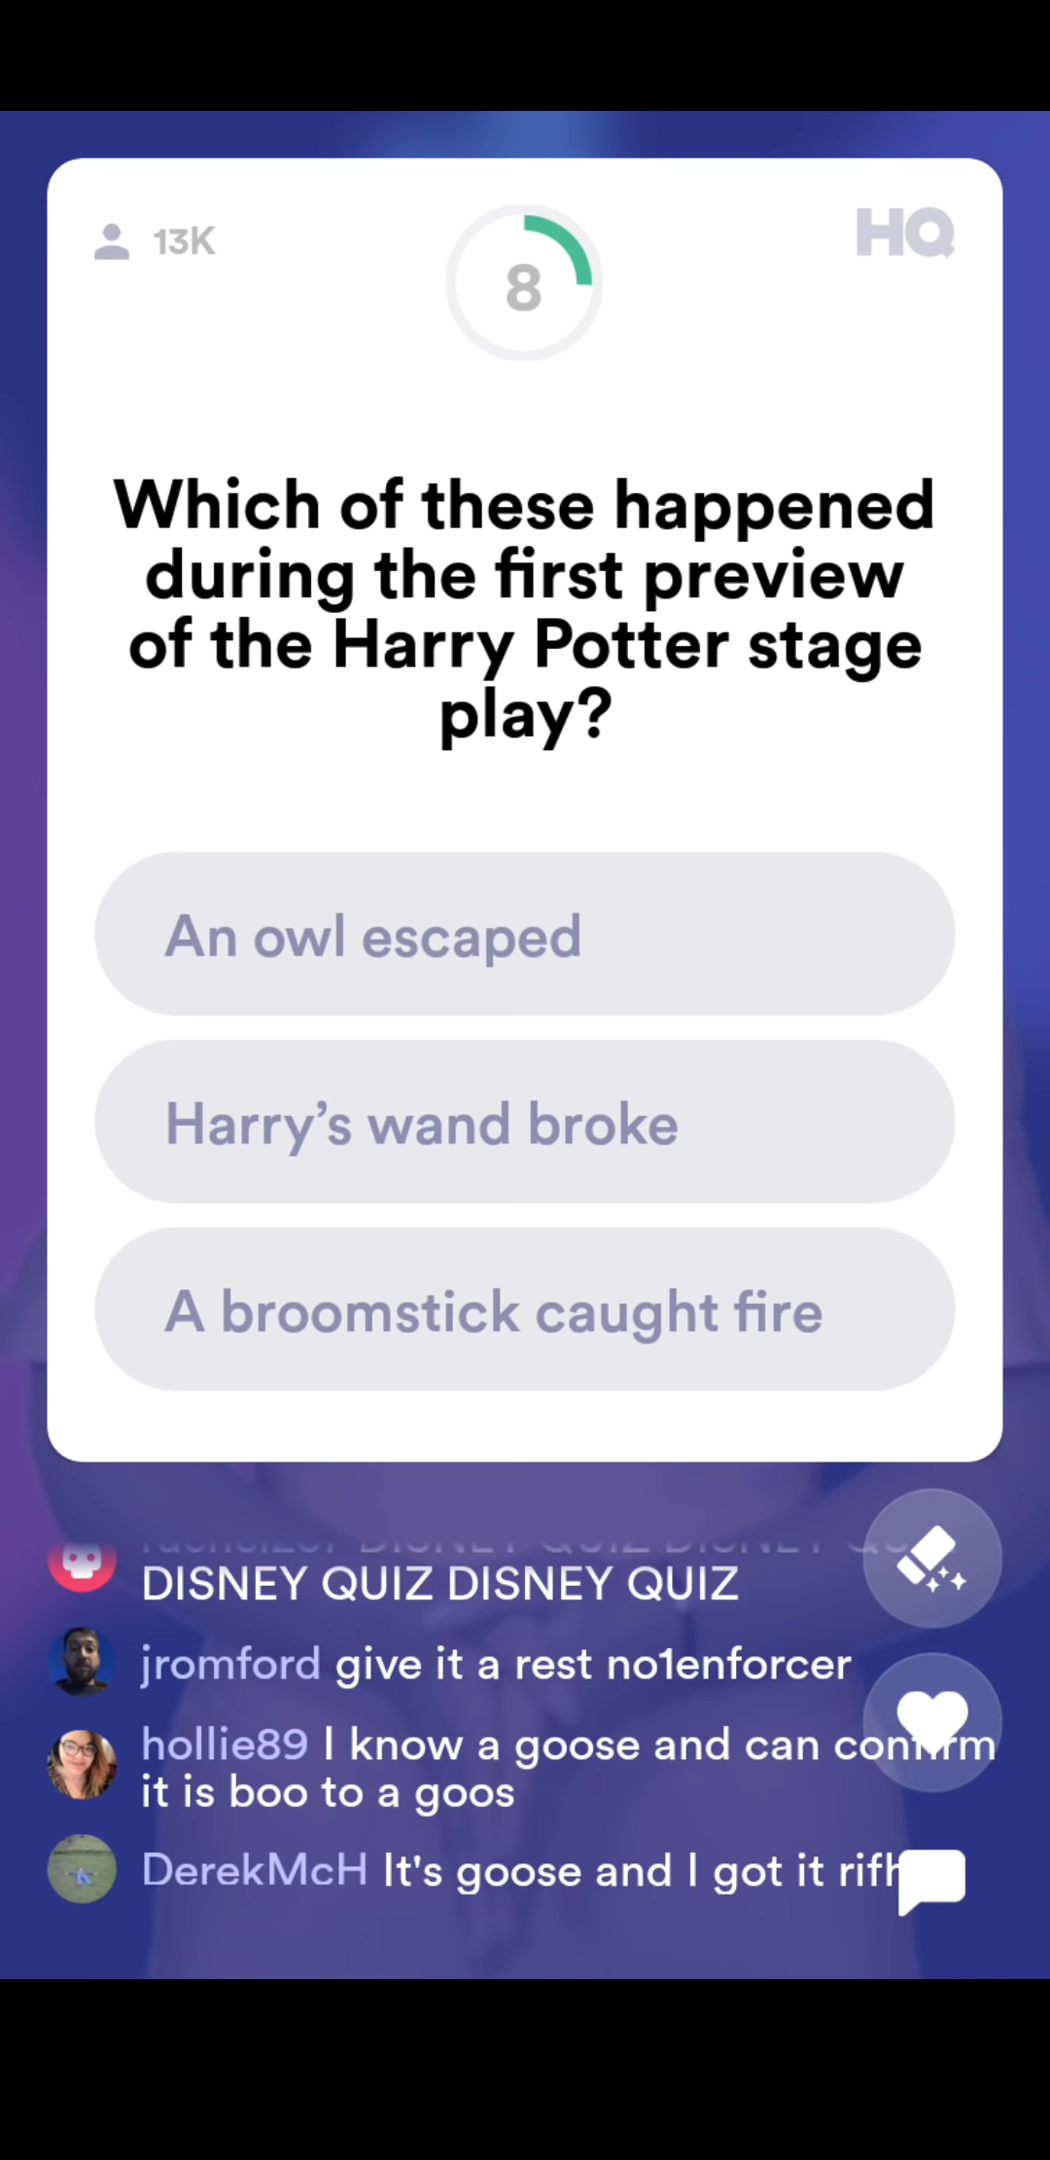 13K
8
HQ
Which of these happened
during the first preview
of the Harry Potter stage
play?
An owl escaped
Harry’s wand broke
A broomstick caught fire
DISNEY QUIZ DISNEY QUIZ
jromford give it a rest no1enforcer
hollie89 I know a goose and can confirm
it is boo to a goos
DerekMcH It's goose and I got it